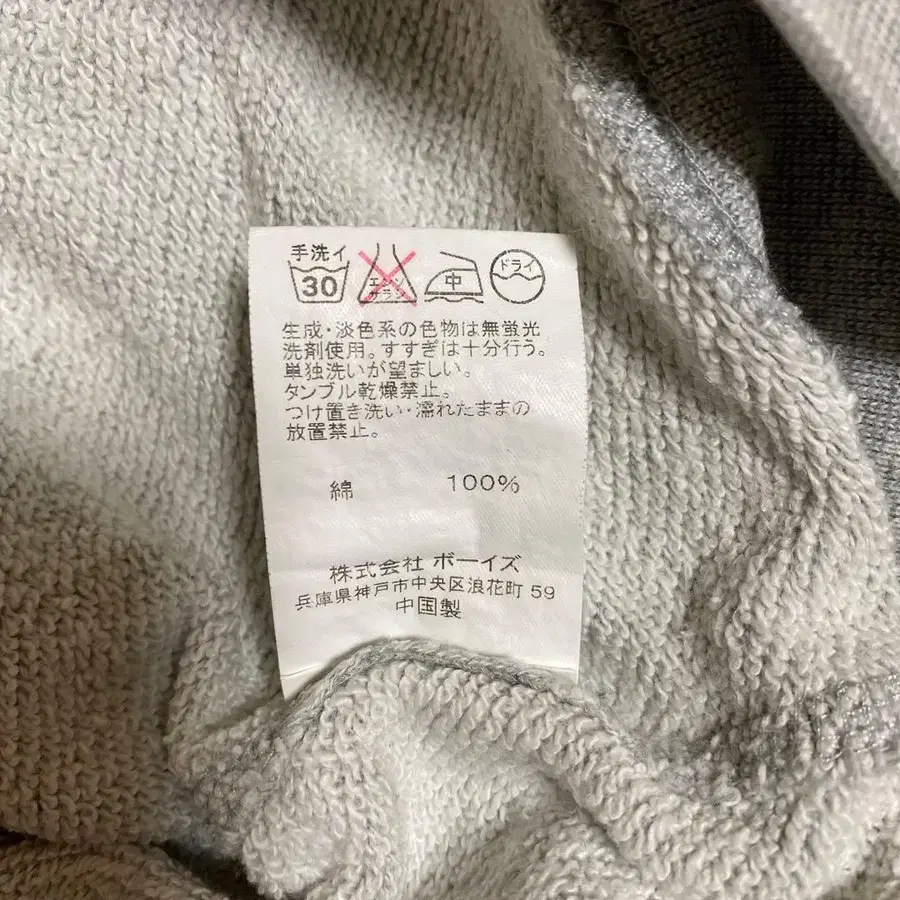 手洗イ
30 エンソ サラシ 中 ドライ
生成・淡色系の色物は無蛍光
洗剤使用。すすぎは十分行う。
単独洗いが望ましい。
タンブル乾燥禁止。
つけ置き洗い・濡れたままの
放置禁止。
綿 100%
株式会社 ボーイズ
兵庫県神戸市中央区浪花町 59
中国製